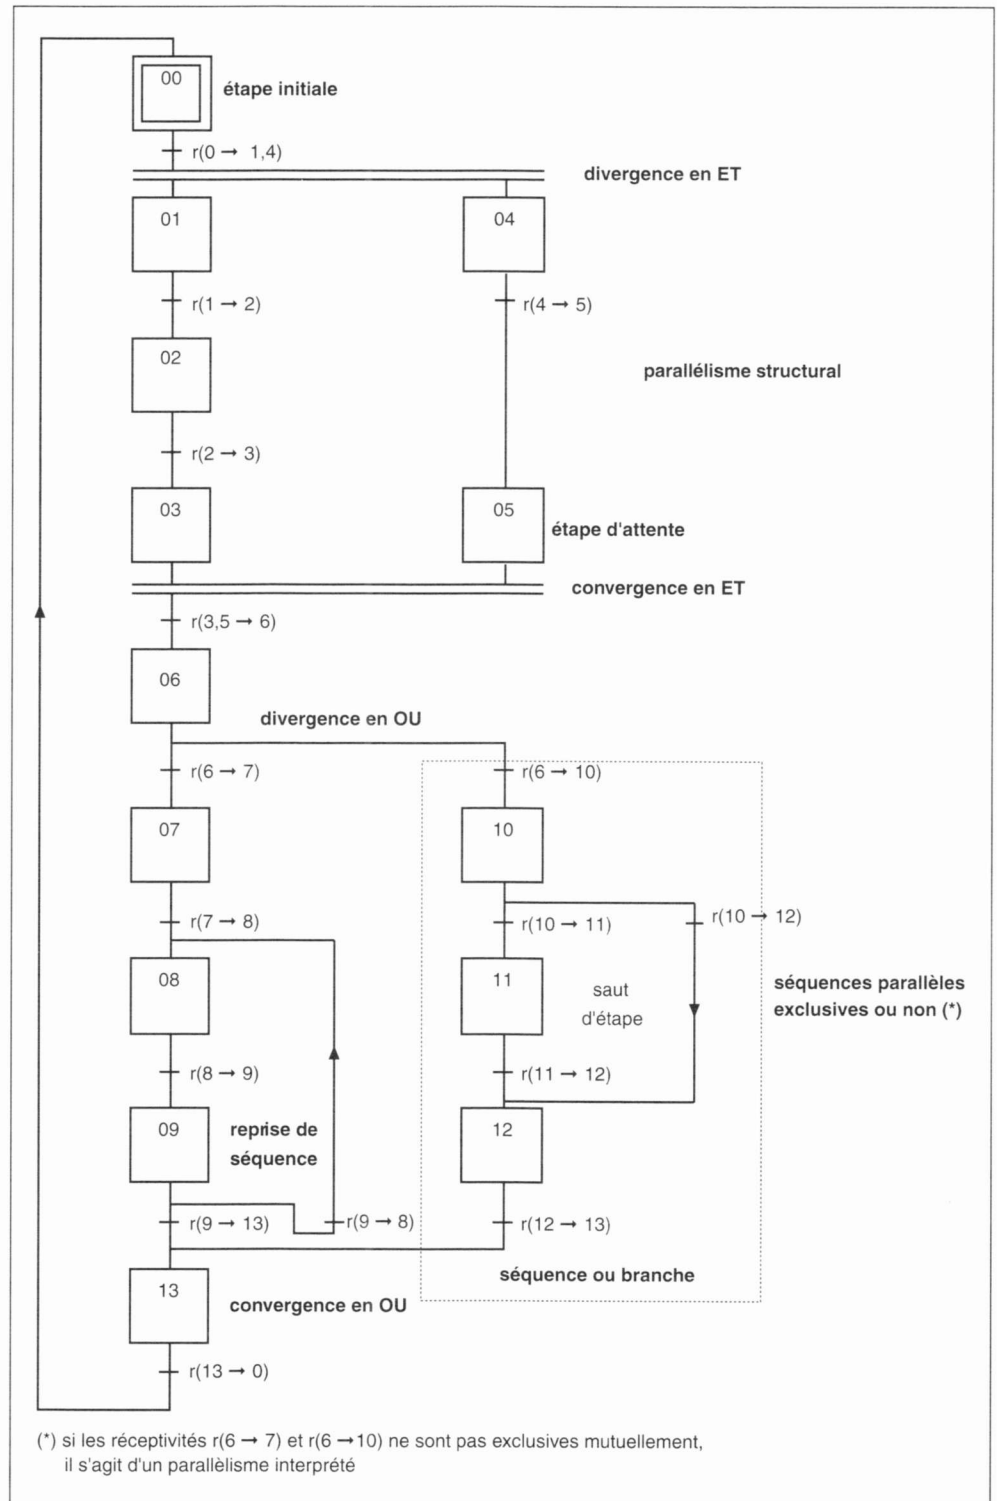 00
étape initiale
r(0 → 1,4)
divergence en ET
01
04
r(1 → 2)
r(4 → 5)
02
parallélisme structural
r(2 → 3)
03
05
étape d'attente
convergence en ET
r(3,5 → 6)
06
divergence en OU
r(6 → 7)
r(6 → 10)
07
10
r(7 → 8)
r(10 → 11)
r(10 → 12)
08
11
saut
d'étape
séquences parallèles
exclusives ou non (*)
r(8 → 9)
r(11 → 12)
09
reprise de
séquence
12
r(9 → 13)
r(9 → 8)
r(12 → 13)
séquence ou branche
13
convergence en OU
r(13 → 0)
(*) si les réceptivités r(6 → 7) et r(6 →10) ne sont pas exclusives mutuellement,
il s'agit d'un parallèlisme interprété